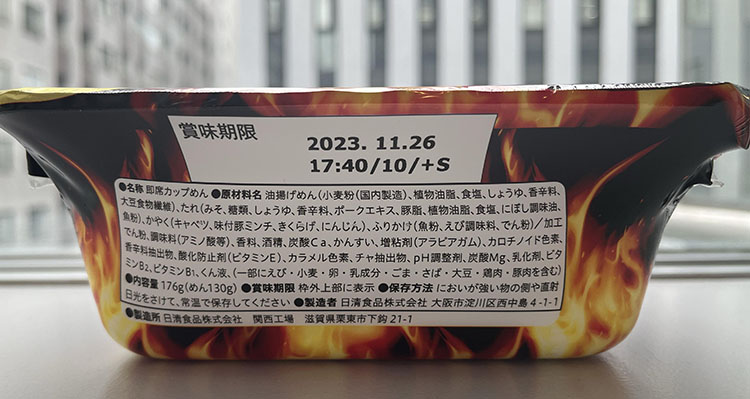 賞味期限
2023. 11.26
17:40/10/+S
●名称 即席カップめん ●原材料名 油揚げめん(小麦粉(国内製造)、植物油脂、食塩、しょうゆ、香辛料、
大豆食物繊維)、たれ(みそ、糖類、しょうゆ、香辛料、ポークエキス、豚脂、植物油脂、食塩、にぼし調味油、
魚粉)、かやく(キャベツ、味付豚ミンチ、きくらげ、にんじん)、ふりかけ(魚粉、えび調味料、でん粉)/加工
でん粉、調味料(アミノ酸等)、香料、酒精、炭酸Ca、かんすい、増粘剤(アラビアガム)、カロチノイド色素、
香辛料抽出物、酸化防止剤(ビタミンE)、カラメル色素、チャ抽出物、pH調整剤、炭酸Mg、乳化剤、ビタ
ミンB2、ビタミンB1、くん液、(一部にえび・小麦・卵・乳成分・ごま・さば・大豆・鶏肉・豚肉を含む)
●内容量 176g(めん130g) ●賞味期限 枠外上部に表示 ●保存方法 においが強い物の側や直射
日光をさけて、常温で保存してください ●製造者 日清食品株式会社 大阪市淀川区西中島4-1-1
●製造所 日清食品株式会社 関西工場 滋賀県栗東市下鈎21-1